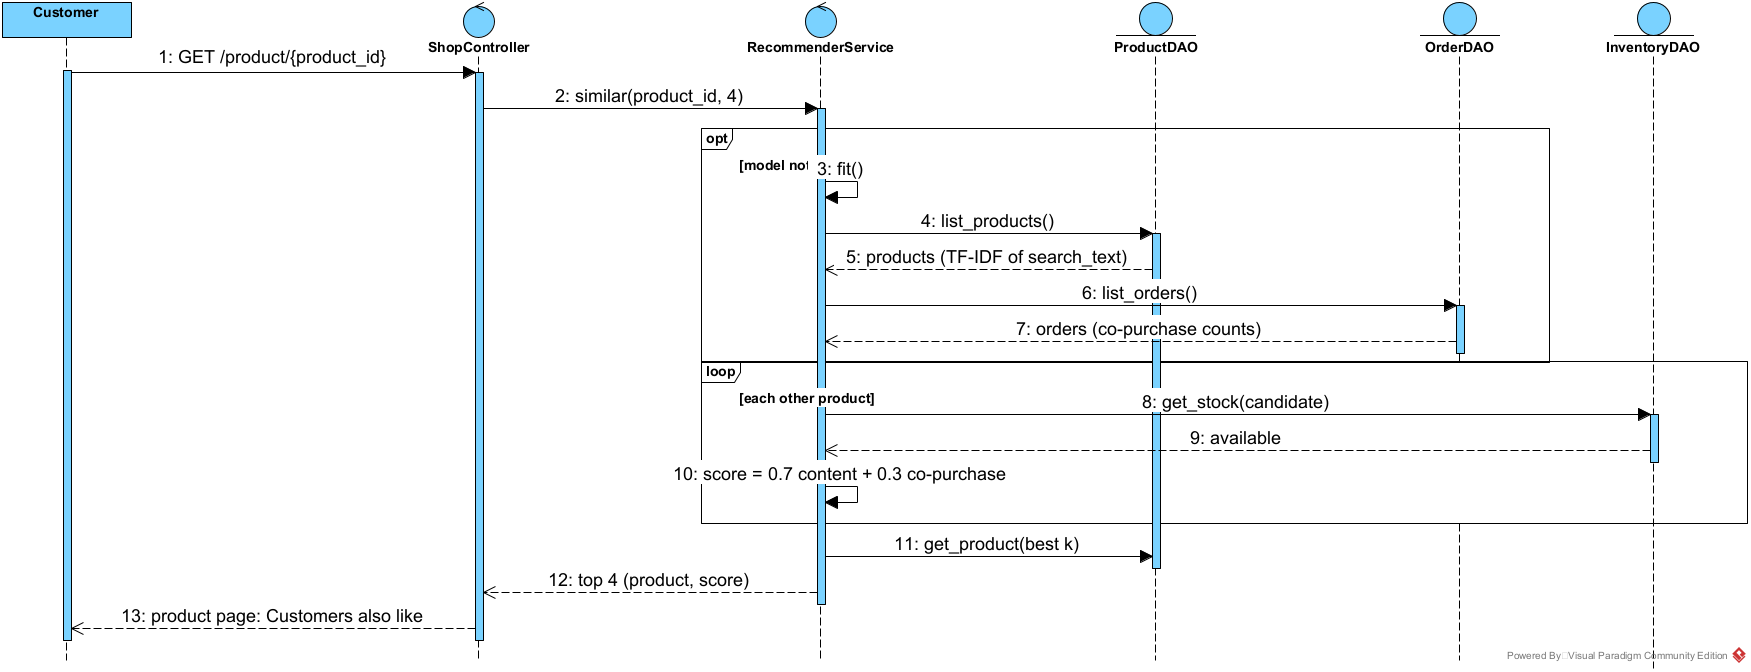 Customer
ShopController
RecommenderService
ProductDAO
OrderDAO
InventoryDAO
1: GET /product/{product_id}
2: similar(product_id, 4)
opt
[model not
3: fit()
4: list_products()
5: products (TF-IDF of search_text)
6: list_orders()
7: orders (co-purchase counts)
loop
[each other product]
8: get_stock(candidate)
9: available
10: score = 0.7 content + 0.3 co-purchase
11: get_product(best k)
12: top 4 (product, score)
13: product page: Customers also like
Powered By Visual Paradigm Community Edition